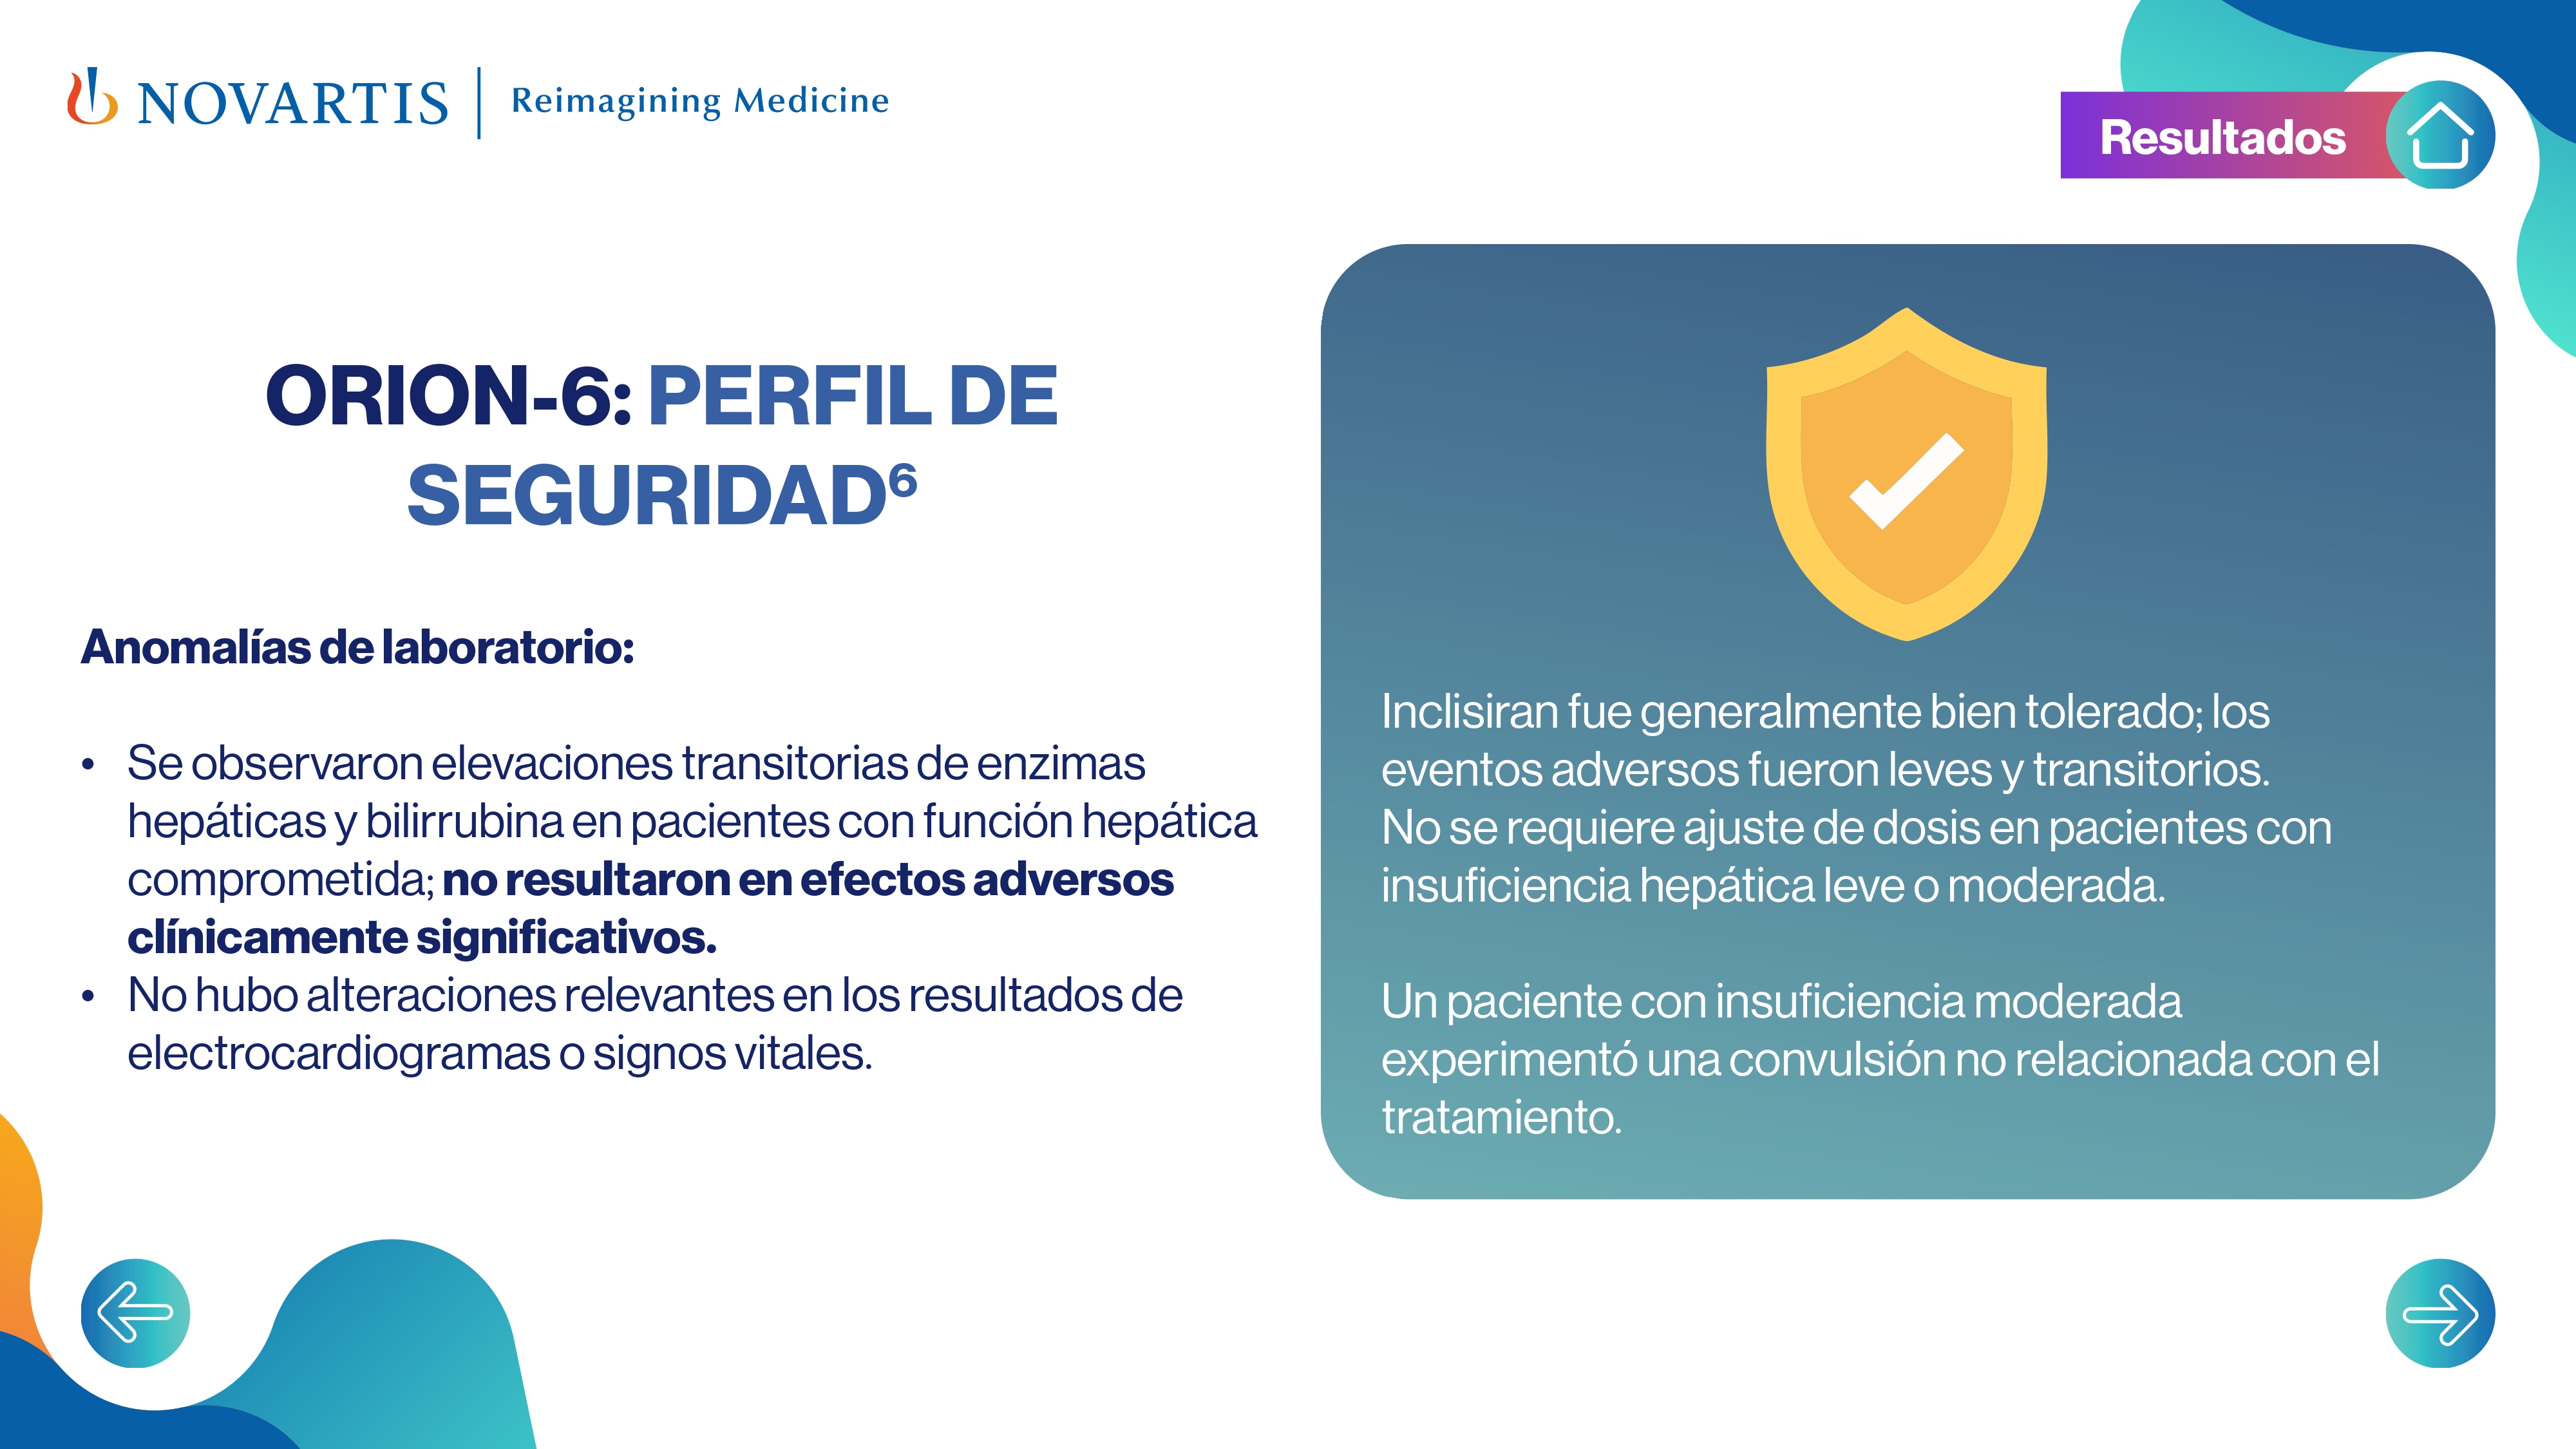 NOVARTIS | Reimagining Medicine
Resultados
ORION-6: PERFIL DE
SEGURIDAD⁶
Anomalías de laboratorio:
• Se observaron elevaciones transitorias de enzimas
hepáticas y bilirrubina en pacientes con función hepática
comprometida; no resultaron en efectos adversos
clínicamente significativos.
• No hubo alteraciones relevantes en los resultados de
electrocardiogramas o signos vitales.
Inclisiran fue generalmente bien tolerado; los
eventos adversos fueron leves y transitorios.
No se requiere ajuste de dosis en pacientes con
insuficiencia hepática leve o moderada.
Un paciente con insuficiencia moderada
experimentó una convulsión no relacionada con el
tratamiento.